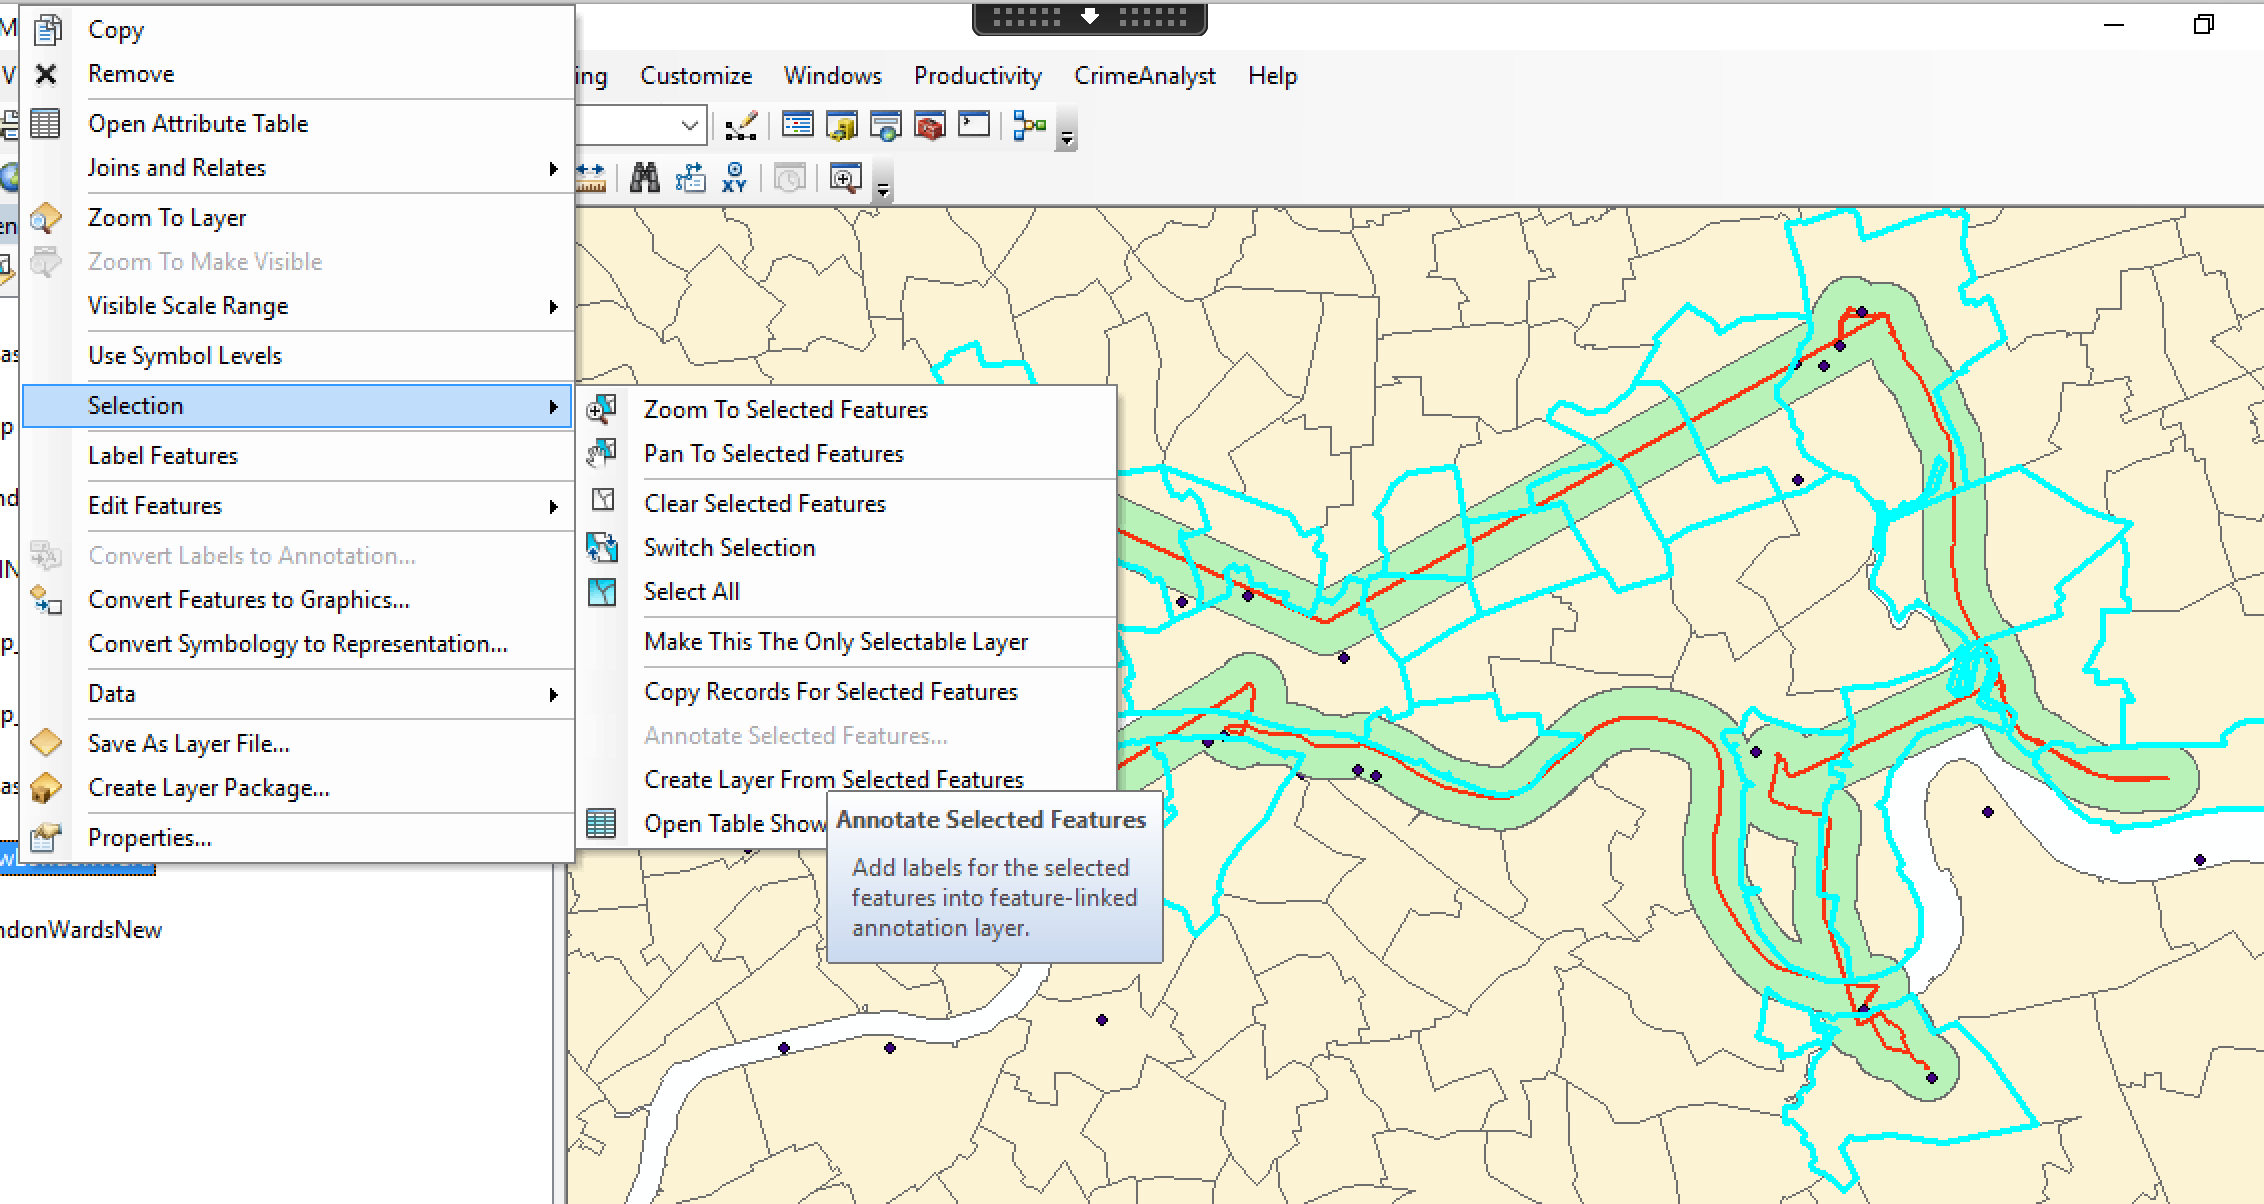 M
Copy
V
Remove
ing
Customize
Windows
Productivity
CrimeAnalyst
Help
Open Attribute Table
Joins and Relates
XY
en
Zoom To Layer
Zoom To Make Visible
Visible Scale Range
as
Use Symbol Levels
p
Selection
Zoom To Selected Features
Pan To Selected Features
Label Features
nd
Edit Features
Clear Selected Features
Switch Selection
Convert Labels to Annotation...
IN
Convert Features to Graphics...
Select All
p_
Convert Symbology to Representation...
Make This The Only Selectable Layer
Data
Copy Records For Selected Features
p_
Save As Layer File...
Annotate Selected Features...
as
Create Layer Package...
Create Layer From Selected Features
Properties...
Open Table Show
Annotate Selected Features
Add labels for the selected
features into feature-linked
annotation layer.
ndonWardsNew